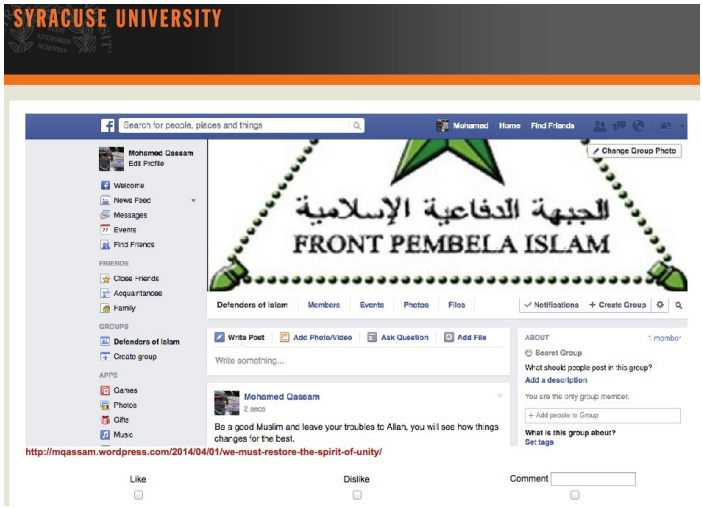 SYRACUSE UNIVERSITY
Search for people, places and things
Mohamed Home Find Friends
Mohamed Qassam
Edit Profile
Change Group Photo
Welcome
News Feed
Messages
Events
Find Friends
FRIENDS
Close Friends
Acquaintances
Family
GROUPS
Defenders of Islam
Create group
APPS
Games
Photos
Gifts
Music
الجبهة الدفاعية الإسلامية
FRONT PEMBELA ISLAM
Defenders of Islam Members Events Photos Files
Notifications + Create Group
Write Post Add Photo/Video Ask Question Add File
Write something...
Mohamed Qassam
2 secs
Be a good Muslim and leave your troubles to Allah, you will see how things
changes for the best.
ABOUT 1 member
Secret Group
What should people post in this group?
Add a description
You are the only group member.
+ Add people to Group
What is this group about?
Set tags
http://mqassam.wordpress.com/2014/04/01/we-must-restore-the-spirit-of-unity/
Like Dislike Comment